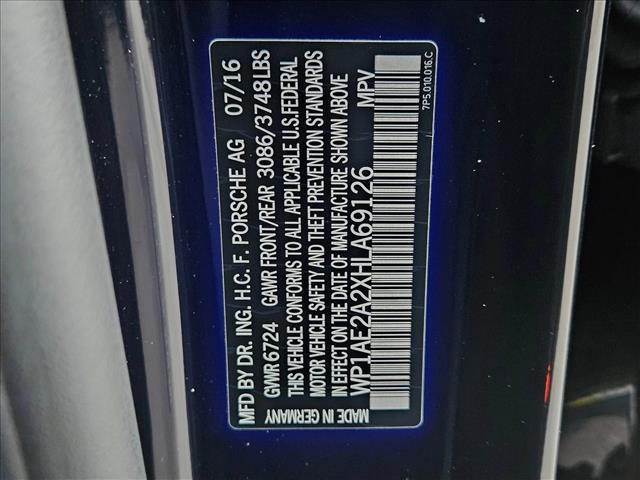 MFD BY DR. ING. H.C. F. PORSCHE AG 07/16
GVWR 6724 GAWR FRONT/REAR 3086/3748LBS
THIS VEHICLE CONFORMS TO ALL APPLICABLE U.S.FEDERAL
MOTOR VEHICLE SAFETY AND THEFT PREVENTION STANDARDS
IN EFFECT ON THE DATE OF MANUFACTURE SHOWN ABOVE
WP1AE2A2XHLA69126 MPV
MADE IN GERMANY 7P5.010.016.C